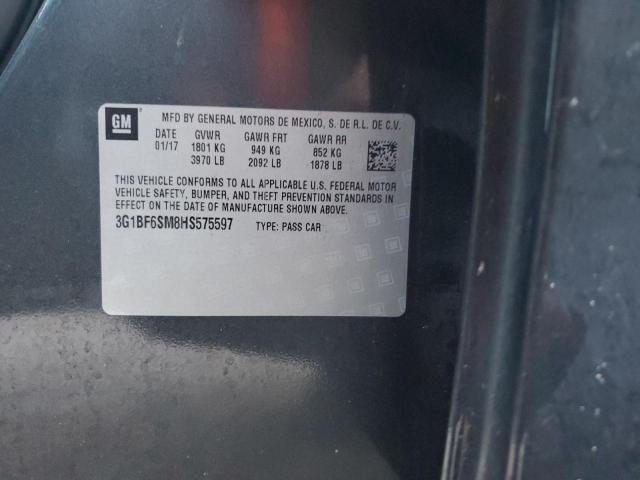 GM
MFD BY GENERAL MOTORS DE MEXICO, S. DE R.L. DE C.V.
DATE GVWR GAWR FRT GAWR RR
01/17 1801 KG 949 KG 852 KG
3970 LB 2092 LB 1878 LB
THIS VEHICLE CONFORMS TO ALL APPLICABLE U.S. FEDERAL MOTOR
VEHICLE SAFETY, BUMPER, AND THEFT PREVENTION STANDARDS IN
EFFECT ON THE DATE OF MANUFACTURE SHOWN ABOVE.
3G1BF6SM8HS575597 TYPE: PASS CAR